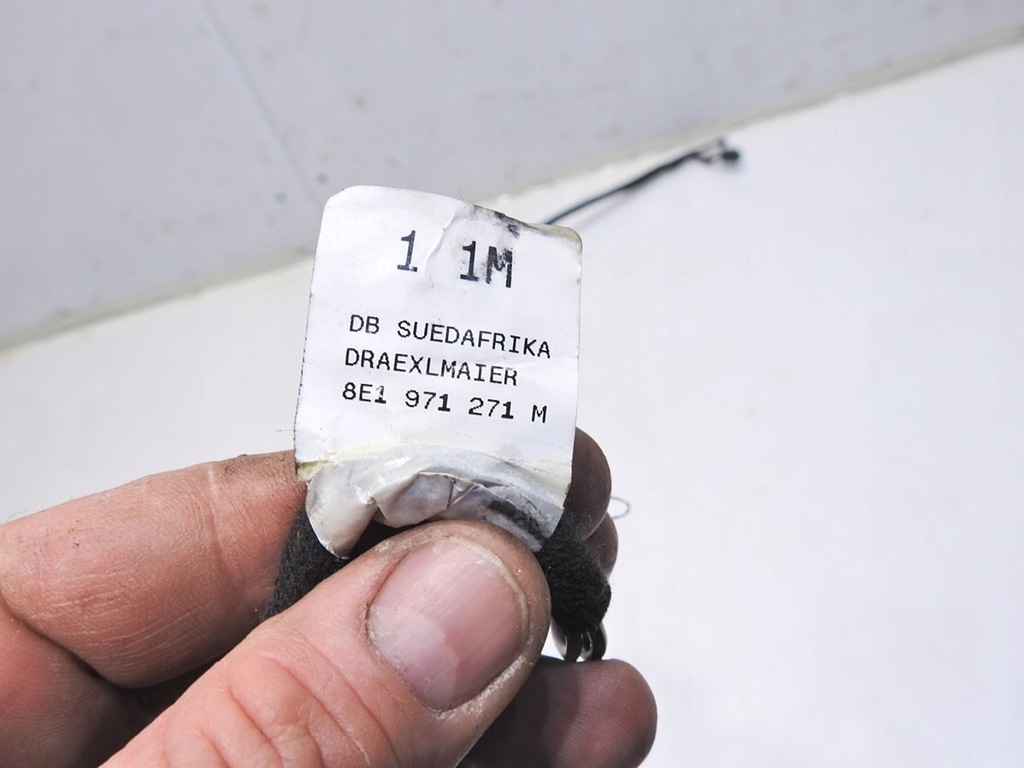 1 1M
DB SUEDAFRIKA
DRAEXLMAIER
8E1 971 271 M